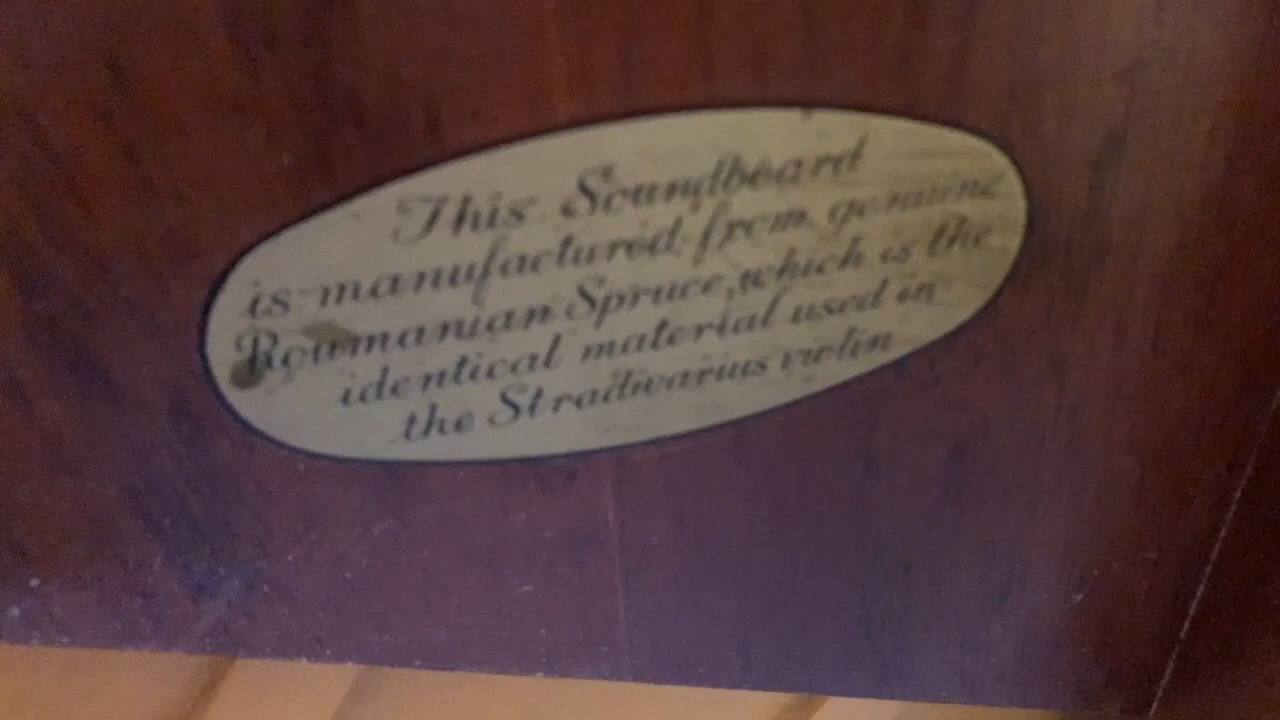 This Soundboard
is manufactured from genuine
Roumanian Spruce, which is the
identical material used in
the Stradivarius violin